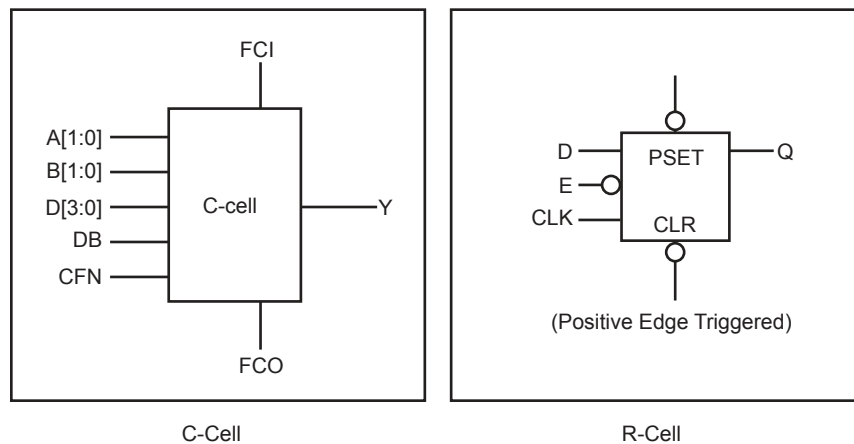 FCI
A[1:0]
B[1:0]
D[3:0]
DB
CFN
C-cell
Y
FCO
C-Cell
D
E
CLK
PSET
CLR
Q
(Positive Edge Triggered)
R-Cell